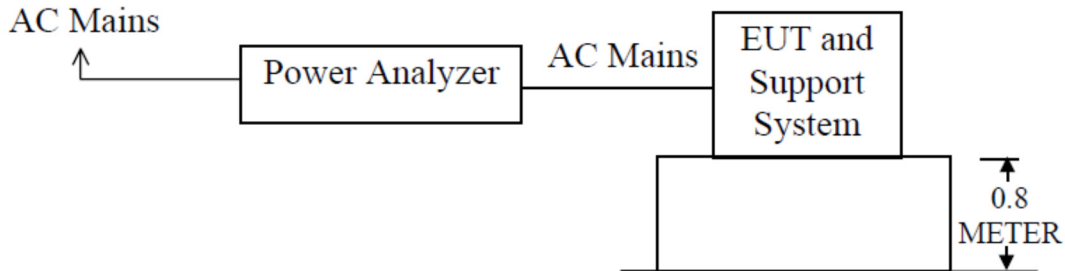 AC Mains
Power Analyzer
AC Mains
EUT and
Support
System
0.8
METER